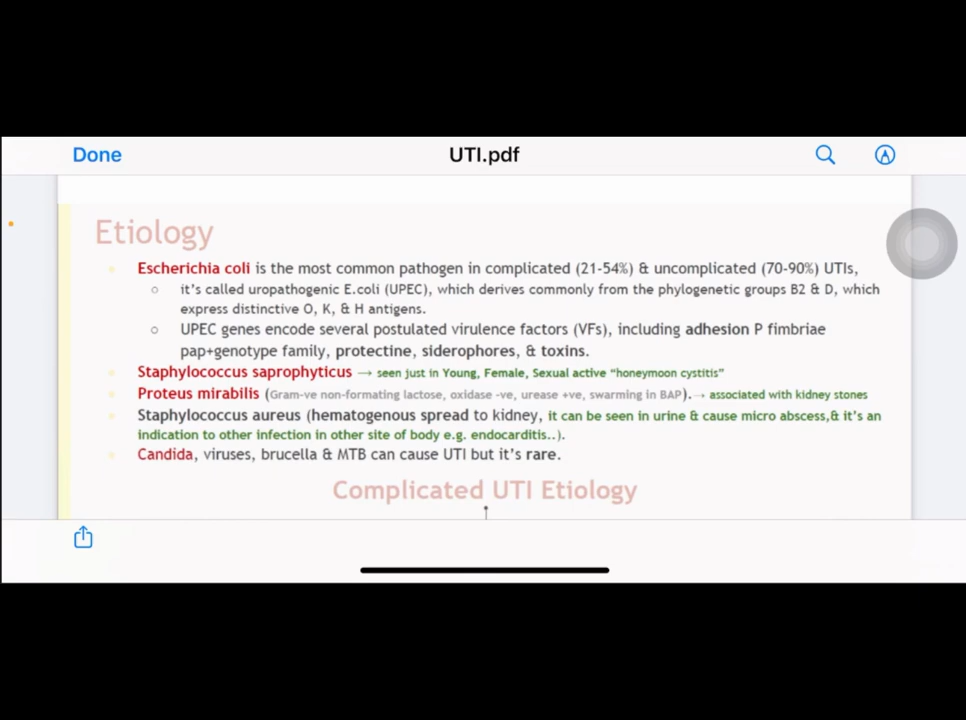 Done
UTI.pdf
Etiology
Escherichia coli is the most common pathogen in complicated (21-54%) & uncomplicated (70-90%) UTIs,
it's called uropathogenic E.coli (UPEC), which derives commonly from the phylogenetic groups B2 & D, which
express distinctive O, K, & H antigens.
UPEC genes encode several postulated virulence factors (VFs), including adhesion P fimbriae
pap+genotype family, protectine, siderophores, & toxins.
Staphylococcus saprophyticus → seen just in Young, Female, Sexual active “honeymoon cystitis”
Proteus mirabilis (Gram-ve non-formating lactose, oxidase -ve, urease +ve, swarming in BAP).→ associated with kidney stones
Staphylococcus aureus (hematogenous spread to kidney, it can be seen in urine & cause micro abscess,& it's an
indication to other infection in other site of body e.g. endocarditis..).
Candida, viruses, brucella & MTB can cause UTI but it's rare.
Complicated UTI Etiology